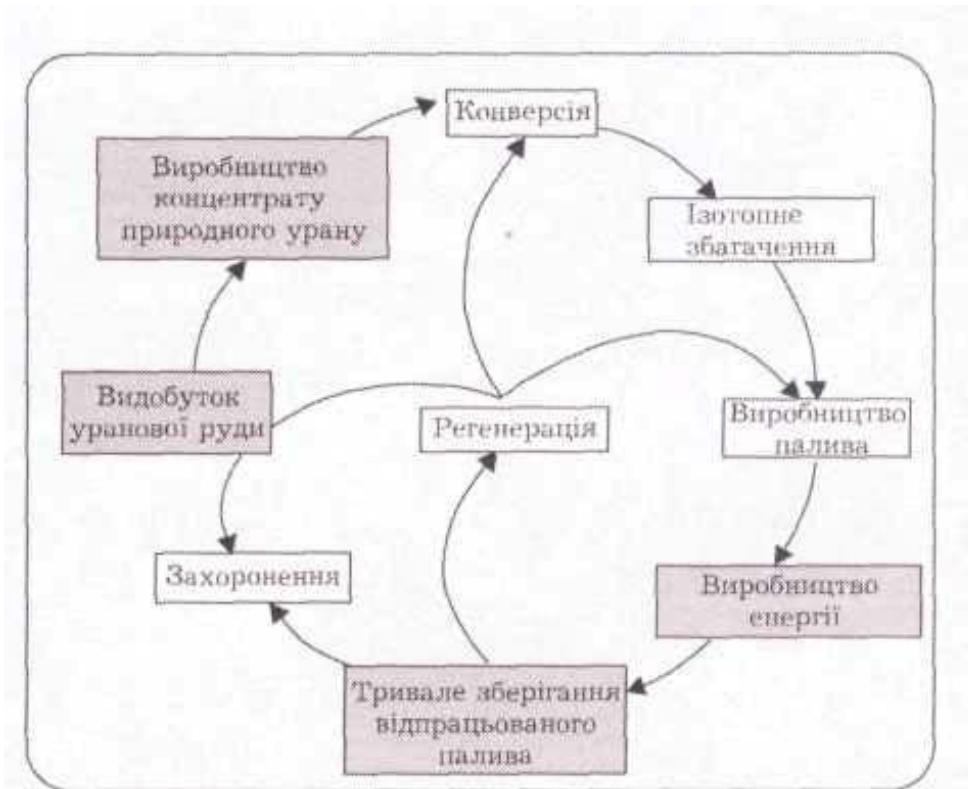 Конверсія
Виробництво
концентрату
природного урану
Ізотопне
збагачення
Видобуток
уранової руди
Регенерація
Виробництво
палива
Захоронення
Виробництво
енергії
Тривале зберігання
відпрацьованого
палива